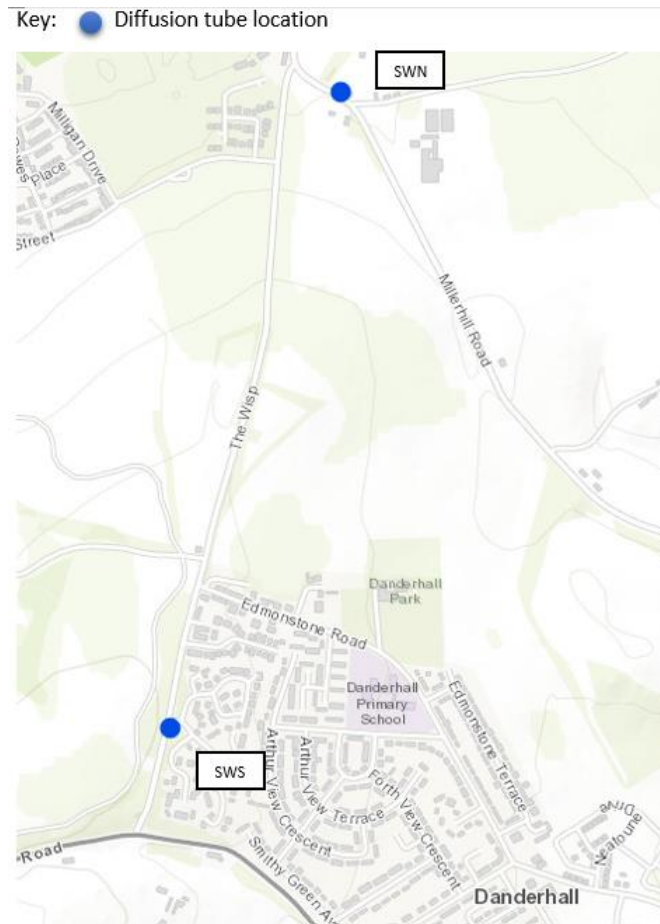 Key: Diffusion tube location
SWN
Milligan Drive
Place
Street
Millerhill Road
The Wisp
Danderhall
Park
Edmonstone Road
Danderhall
Primary
School
Edmonstone Terrace
SWS
Arthur View Crescent
Arthur View Terrace
Forth View Crescent
Drive
Road
Smithy Green Av
Danderhall